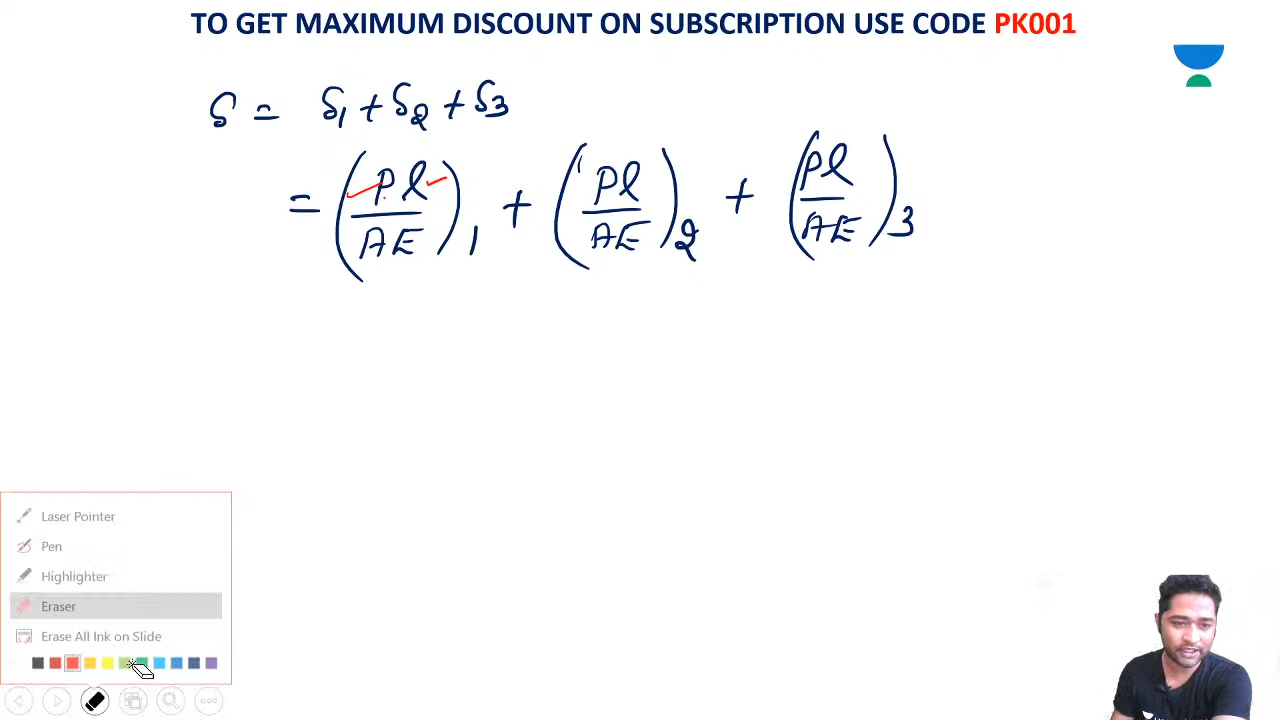 TO GET MAXIMUM DISCOUNT ON SUBSCRIPTION USE CODE PK001
δ = δ1 + δ2 + δ3
= (Pl/AE)1 + (Pl/AE)2 + (Pl/AE)3
Laser Pointer
Pen
Highlighter
Eraser
Erase All Ink on Slide